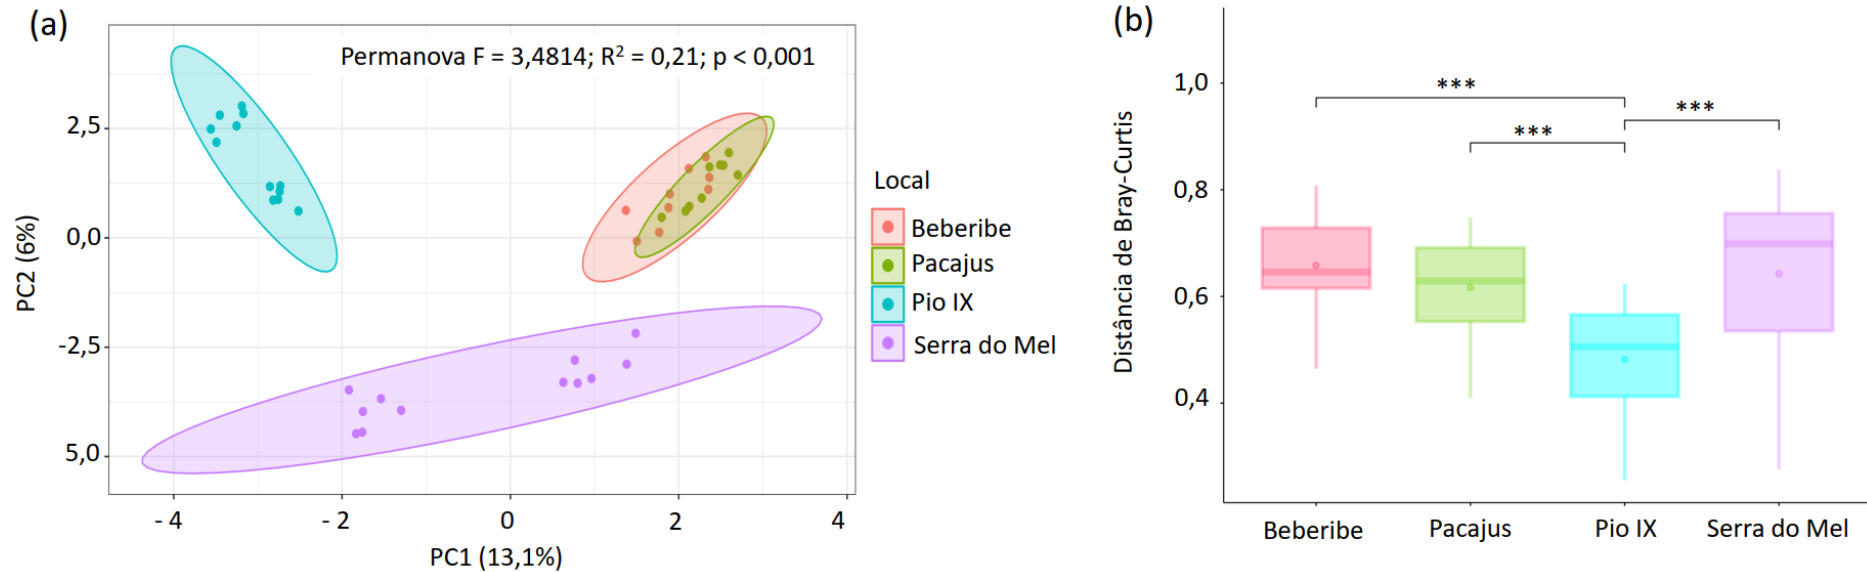 (a)
Permanova F = 3,4814; R² = 0,21; p < 0,001
2,5
0,0
-2,5
5,0
PC2 (6%)
- 4
- 2
0
2
4
PC1 (13,1%)
Local
Beberibe
Pacajus
Pio IX
Serra do Mel
(b)
1,0
0,8
0,6
0,4
Distância de Bray-Curtis
***
***
***
Beberibe
Pacajus
Pio IX
Serra do Mel